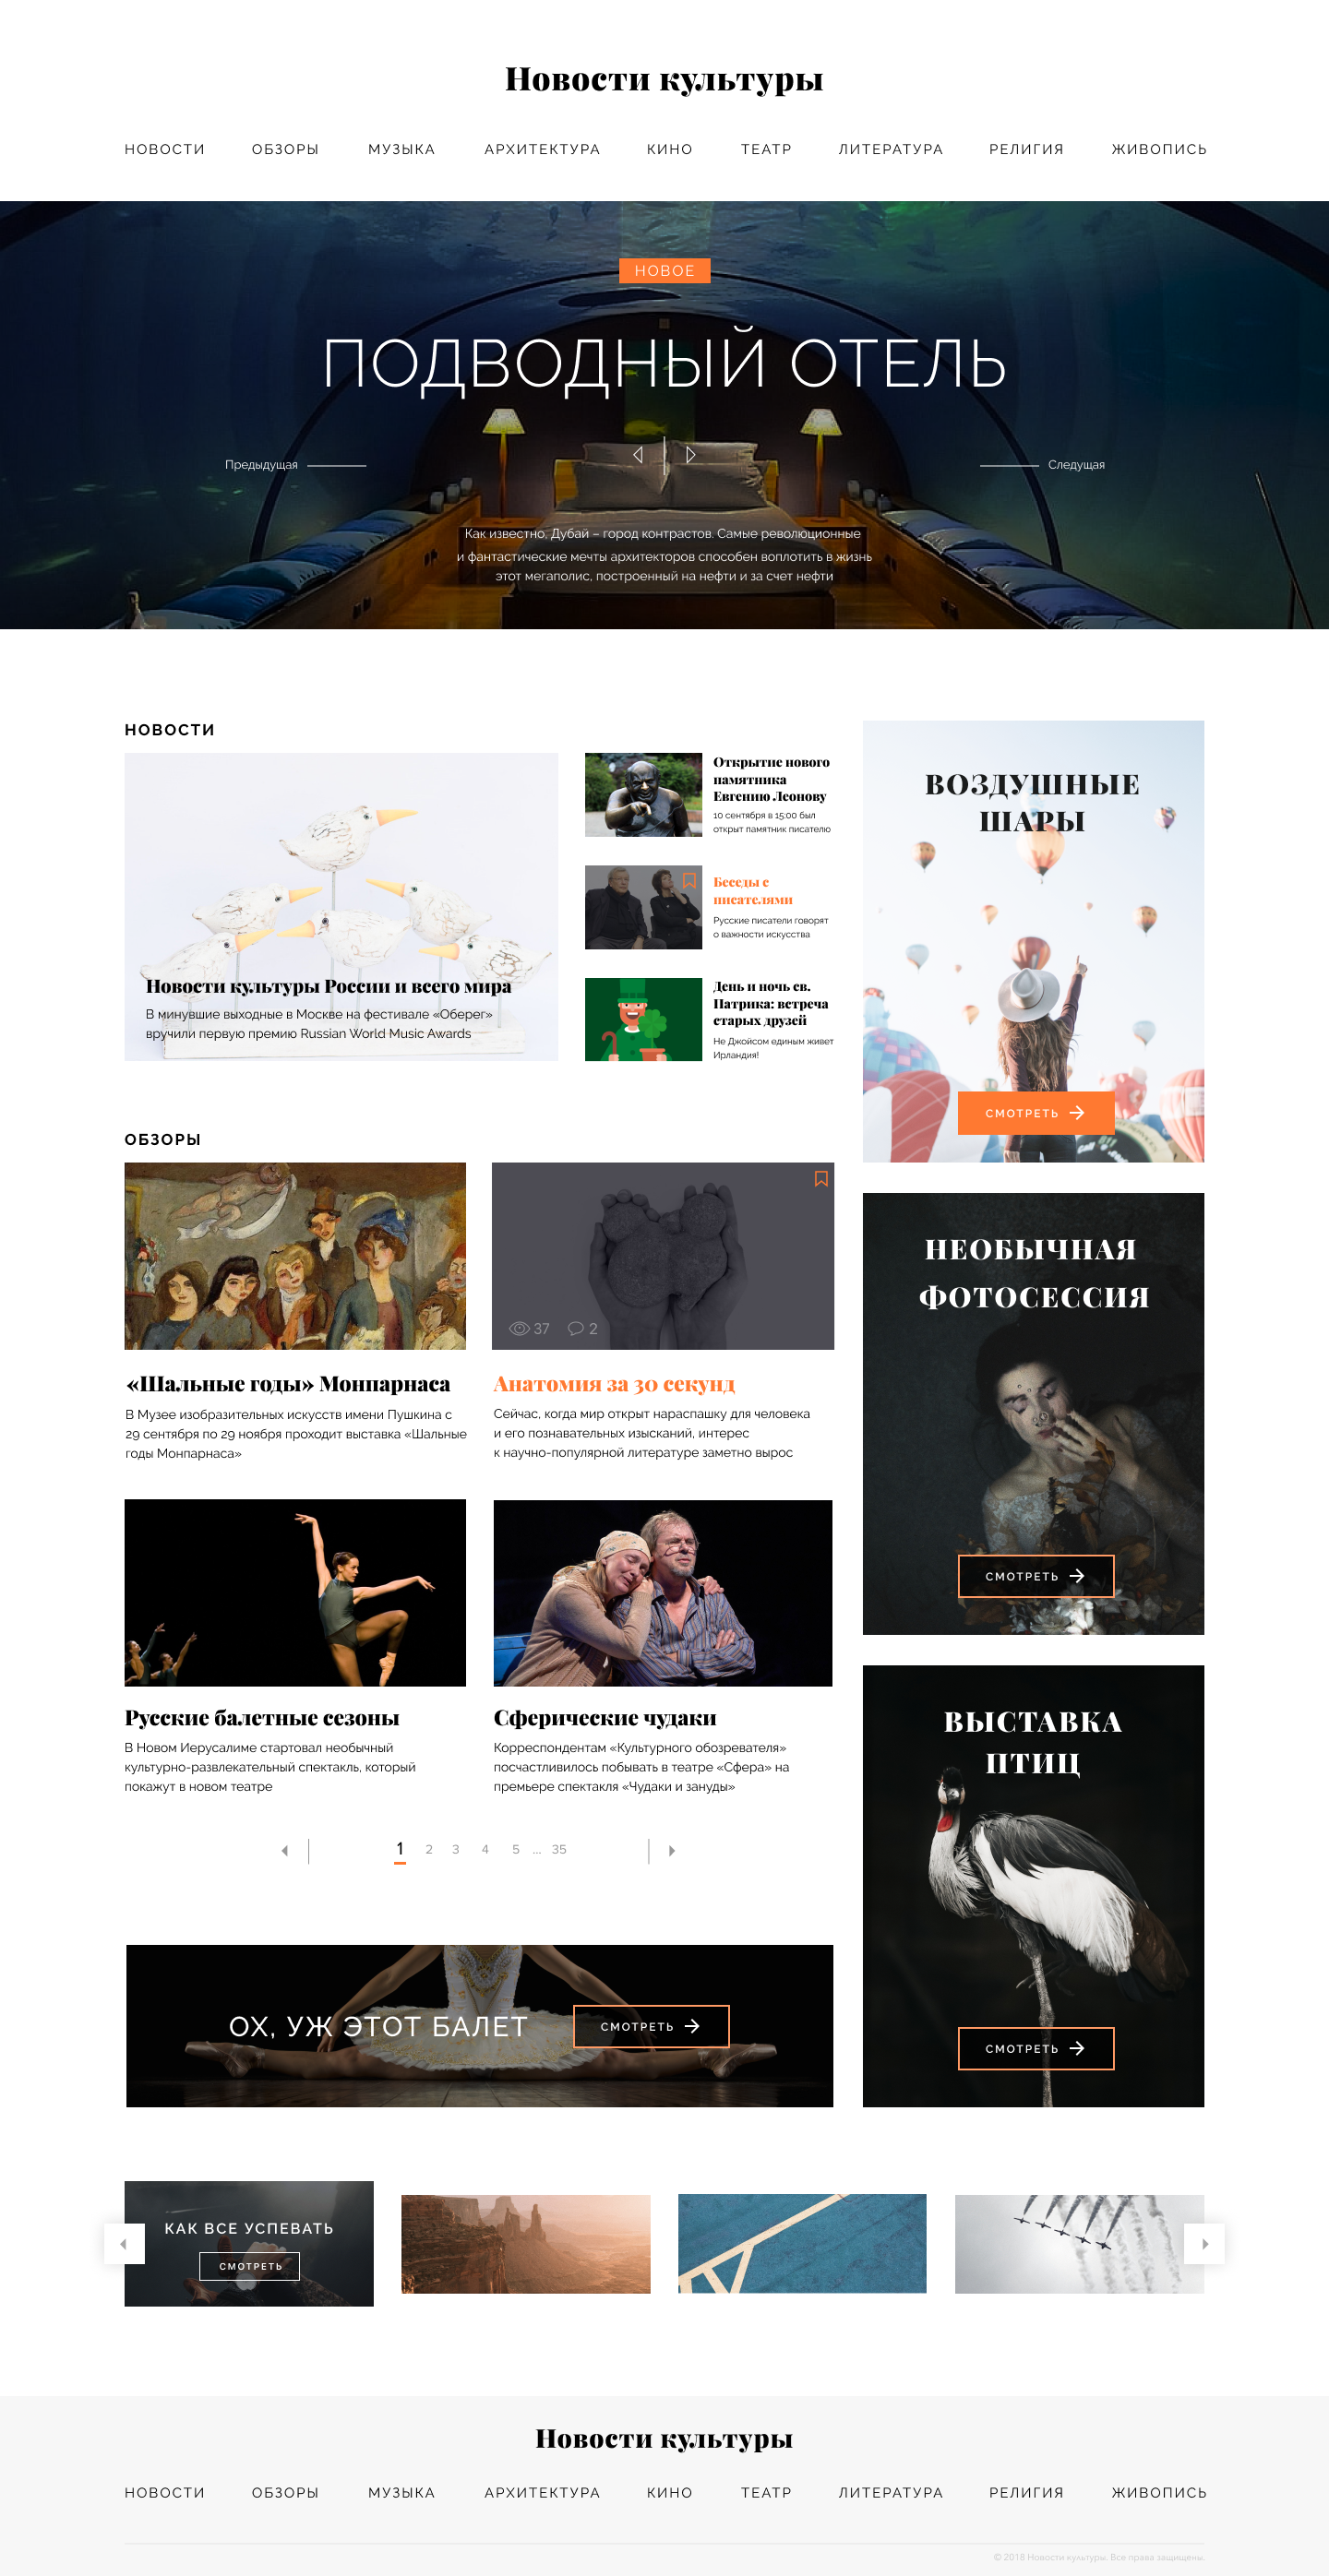 Новости культуры
НОВОСТИ ОБЗОРЫ МУЗЫКА АРХИТЕКТУРА КИНО ТЕАТР ЛИТЕРАТУРА РЕЛИГИЯ ЖИВОПИСЬ
НОВОЕ
ПОДВОДНЫЙ ОТЕЛЬ
Предыдущая
Следущая
Как известно, Дубай – город контрастов. Самые революционные
и фантастические мечты архитекторов способен воплотить в жизнь
этот мегаполис, построенный на нефти и за счет нефти
НОВОСТИ
Новости культуры России и всего мира
В минувшие выходные в Москве на фестивале «Оберег»
вручили первую премию Russian World Music Awards
Открытие нового
памятника
Евгению Леонову
10 сентября в 15:00 был
открыт памятник писателю
Беседы с
писателями
Русские писатели говорят
о важности искусства
День и ночь св.
Патрика: встреча
старых друзей
Не Джойсом единым живет
Ирландия!
ВОЗДУШНЫЕ
ШАРЫ
СМОТРЕТЬ
ОБЗОРЫ
37 2
«Шальные годы» Монпарнаса
В Музее изобразительных искусств имени Пушкина с
29 сентября по 29 ноября проходит выставка «Шальные
годы Монпарнаса»
Анатомия за 30 секунд
Сейчас, когда мир открыт нараспашку для человека
и его познавательных изысканий, интерес
к научно-популярной литературе заметно вырос
НЕОБЫЧНАЯ
ФОТОСЕССИЯ
СМОТРЕТЬ
Русские балетные сезоны
В Новом Иерусалиме стартовал необычный
культурно-развлекательный спектакль, который
покажут в новом театре
Сферические чудаки
Корреспондентам «Культурного обозревателя»
посчастливилось побывать в театре «Сфера» на
премьере спектакля «Чудаки и зануды»
ВЫСТАВКА
ПТИЦ
СМОТРЕТЬ
1 2 3 4 5 ... 35
ОХ, УЖ ЭТОТ БАЛЕТ
СМОТРЕТЬ
КАК ВСЕ УСПЕВАТЬ
СМОТРЕТЬ
Новости культуры
НОВОСТИ ОБЗОРЫ МУЗЫКА АРХИТЕКТУРА КИНО ТЕАТР ЛИТЕРАТУРА РЕЛИГИЯ ЖИВОПИСЬ
© 2018 Новости культуры. Все права защищены.